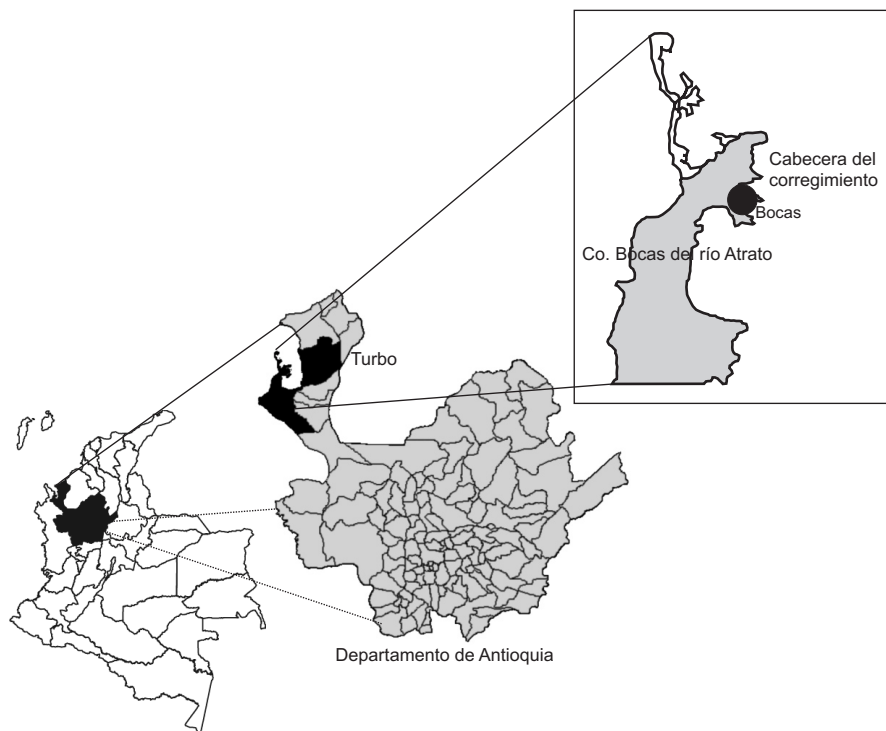 Cabecera del
corregimiento
Bocas
Co. Bocas del río Atrato
Turbo
Departamento de Antioquia